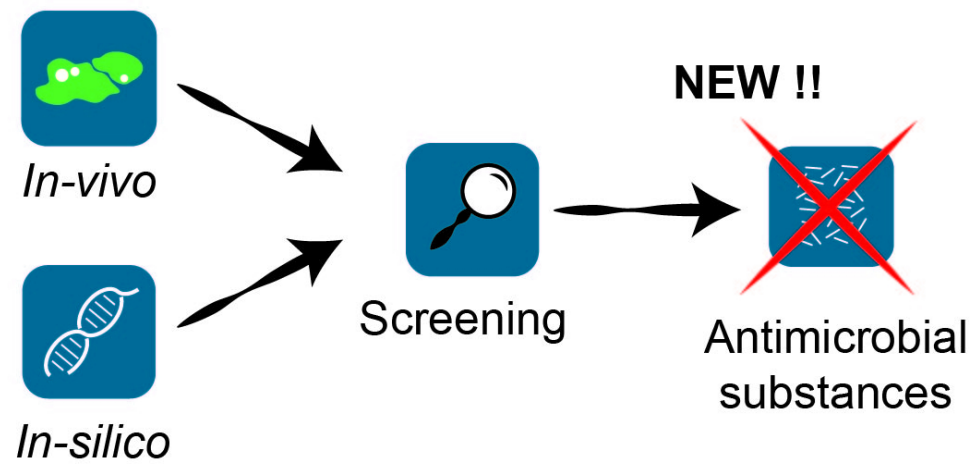 In-vivo
In-silico
Screening
NEW !!
Antimicrobial
substances